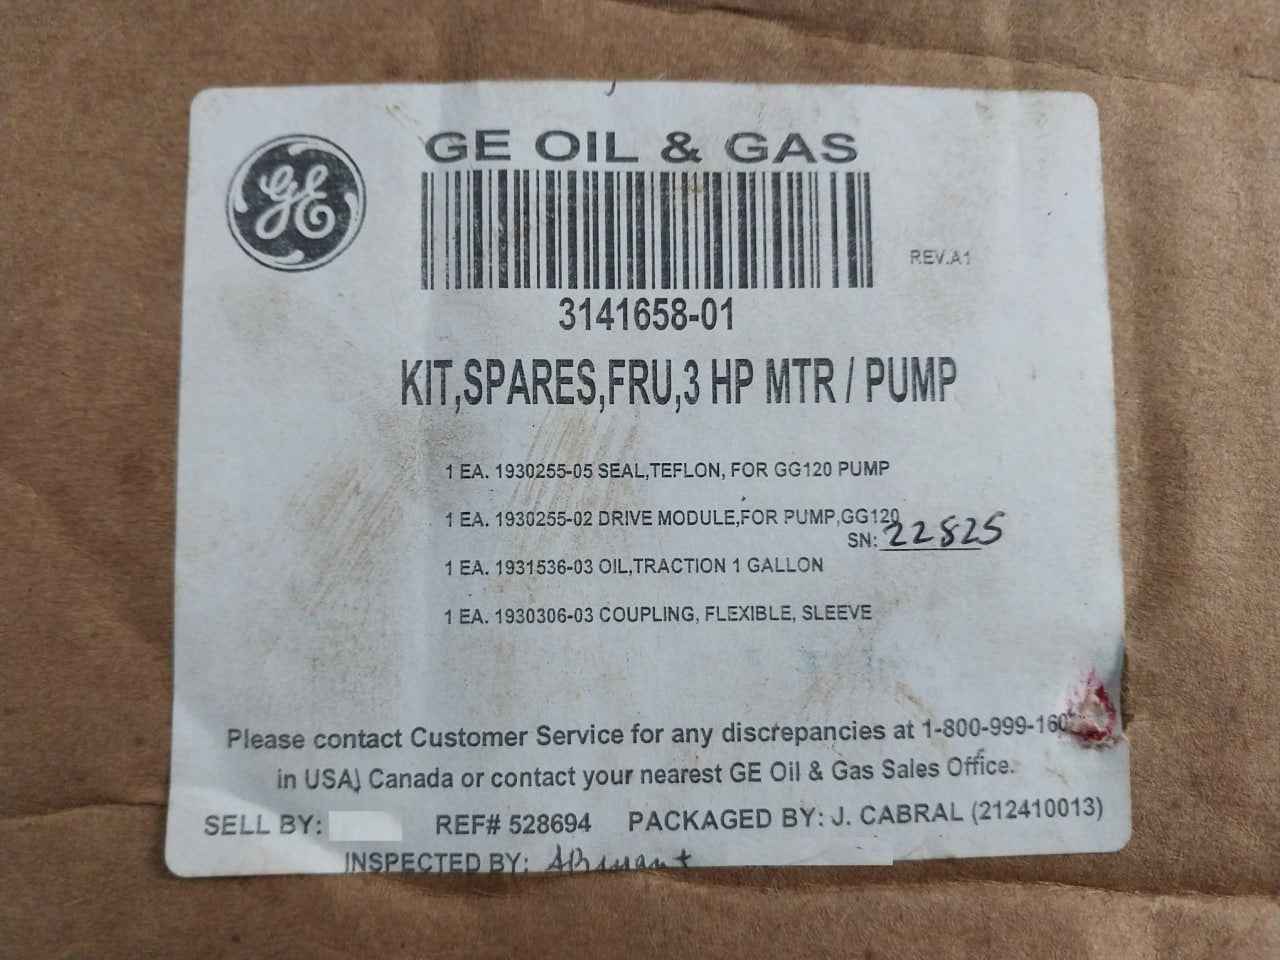 GE
GE OIL & GAS
REV.A1
3141658-01
KIT,SPARES,FRU,3 HP MTR / PUMP
1 EA. 1930255-05 SEAL,TEFLON, FOR GG120 PUMP
1 EA. 1930255-02 DRIVE MODULE,FOR PUMP,GG120
SN: 22825
1 EA. 1931536-03 OIL,TRACTION 1 GALLON
1 EA. 1930306-03 COUPLING, FLEXIBLE, SLEEVE
Please contact Customer Service for any discrepancies at
in USA, Canada or contact your nearest GE Oil & Gas Sales Office.
SELL BY: REF# 528694 PACKAGED BY: J. CABRAL (212410013)
INSPECTED BY: